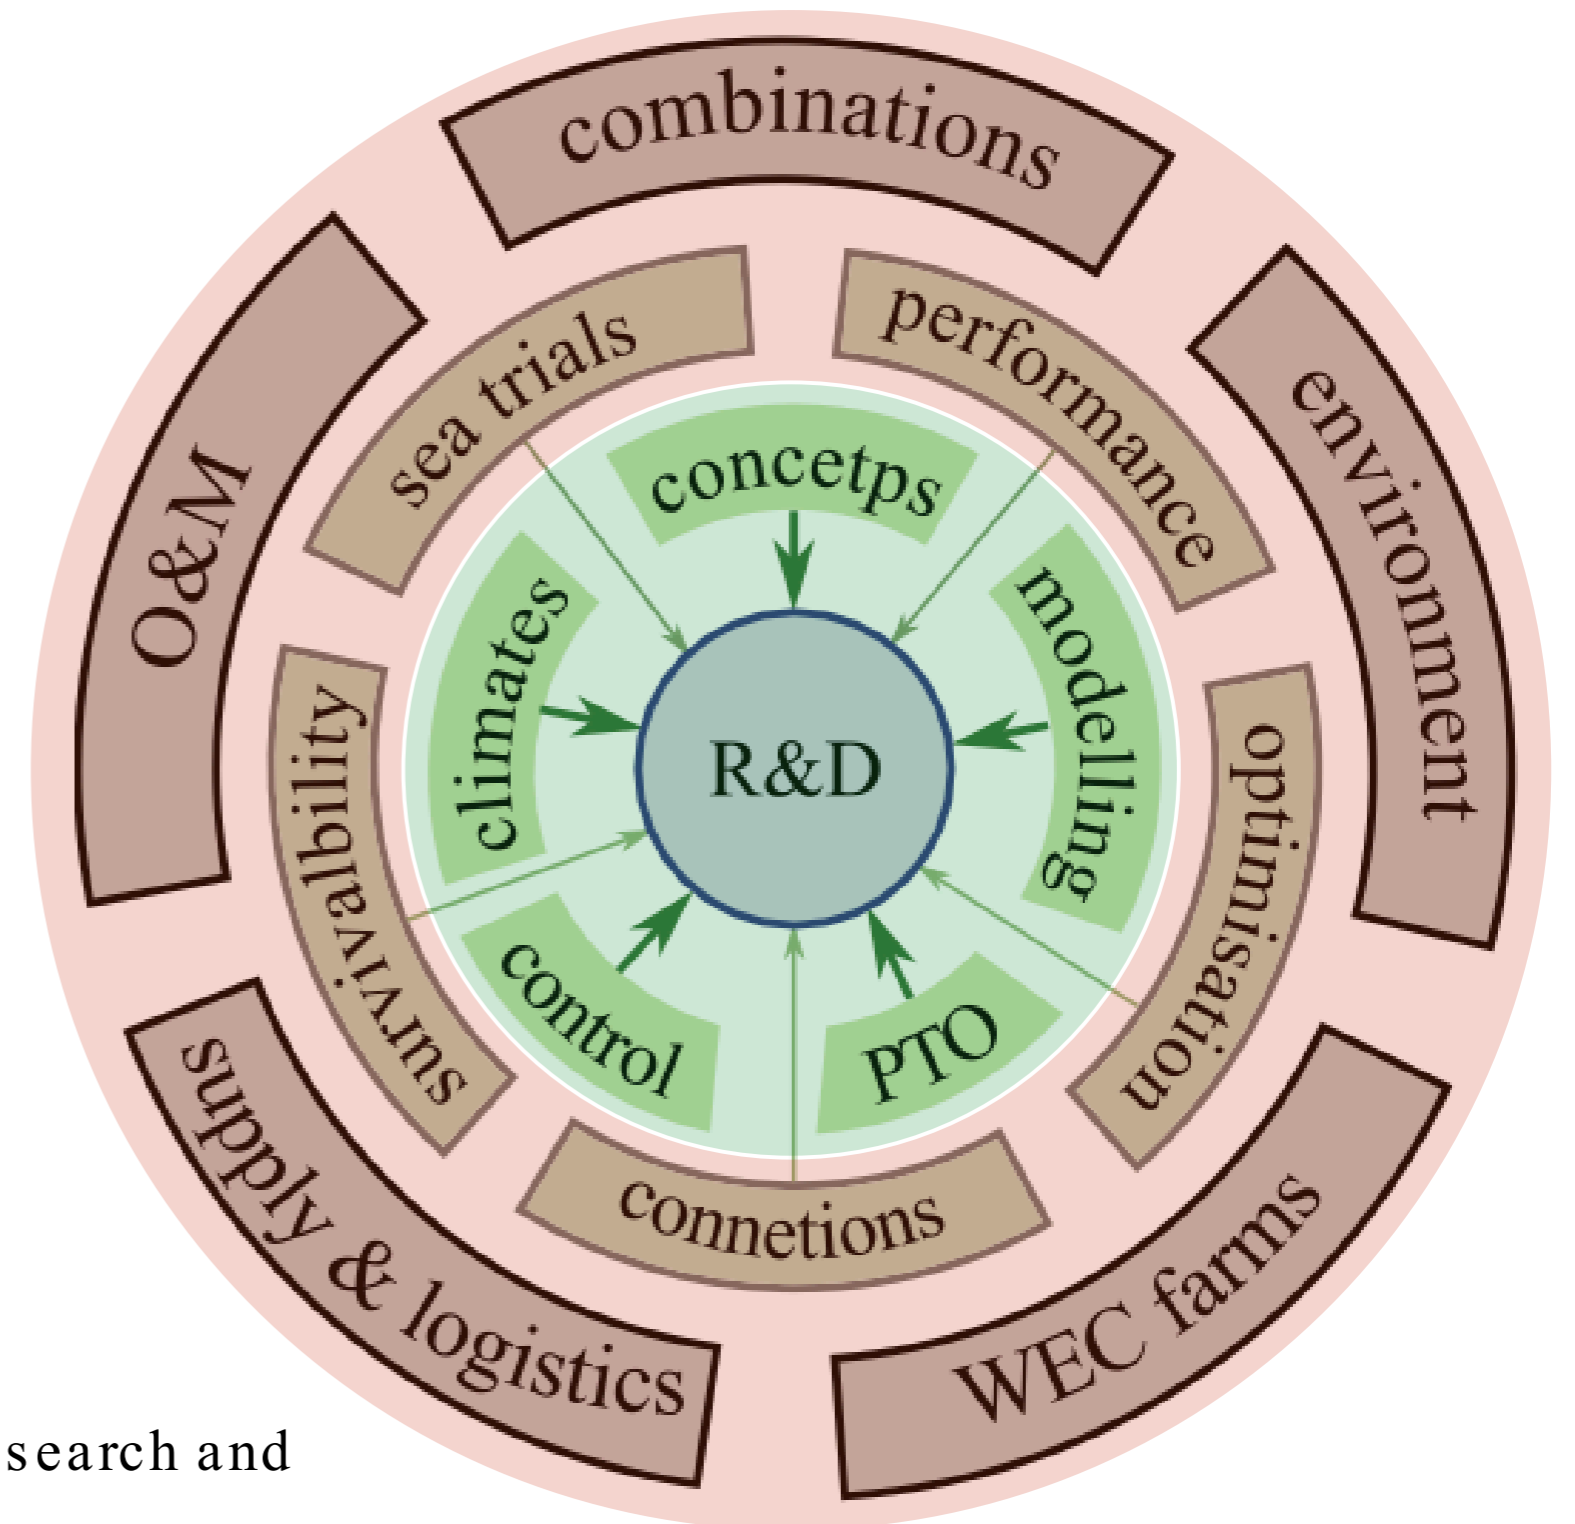 combinations
sea trials
performance
environment
O&M
concetps
climates
modelling
R&D
survivalbility
optimisation
control
PTO
connetions
supply & logistics
WEC farms
search and